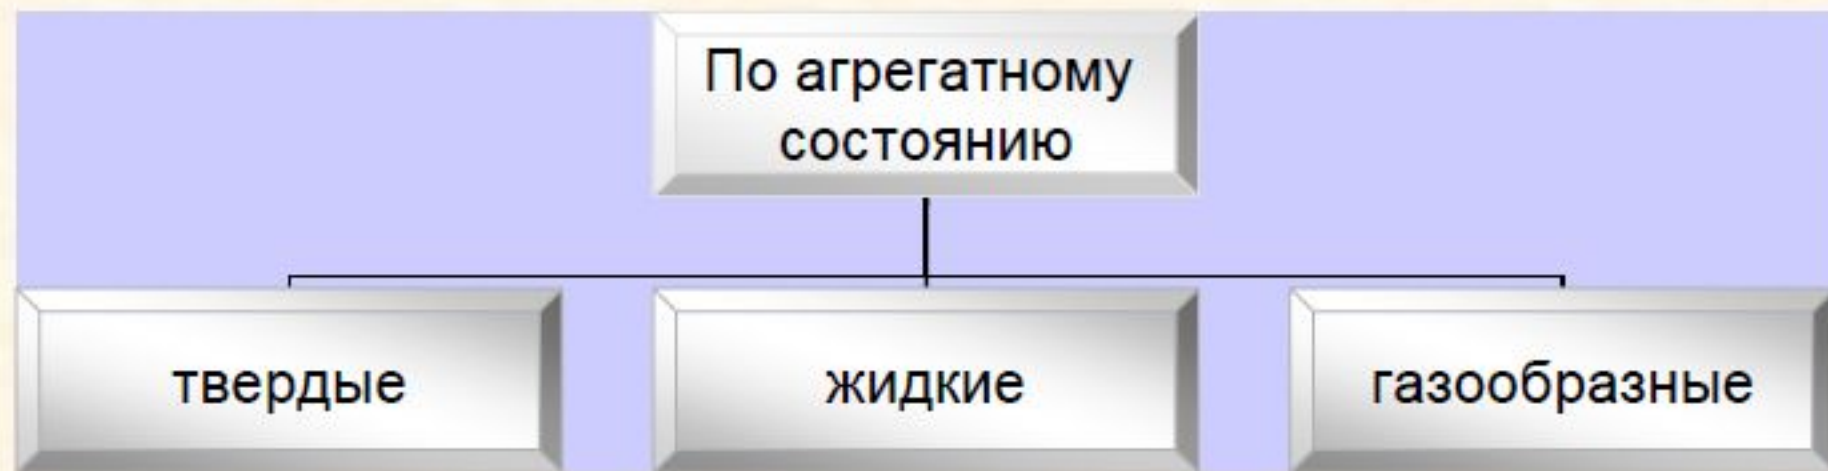 По агрегатному
состоянию
твердые
жидкие
газообразные